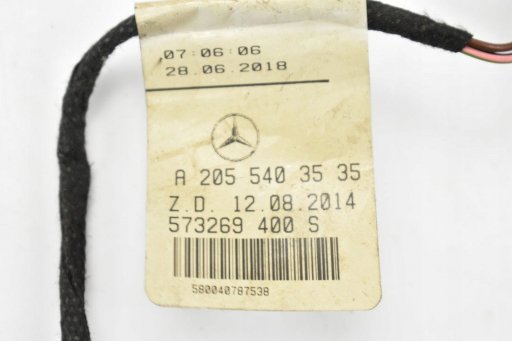 07:06:06
28.06.2018
A 205 540 35 35
Z.D. 12.08.2014
573269 400 S
580040787538